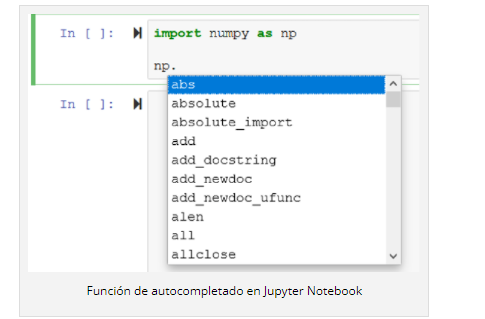 In [ ]: import numpy as np
np.
abs
In [ ]:
absolute
absolute_import
add
add_docstring
add_newdoc
add_newdoc_ufunc
alen
all
allclose
Función de autocompletado en Jupyter Notebook